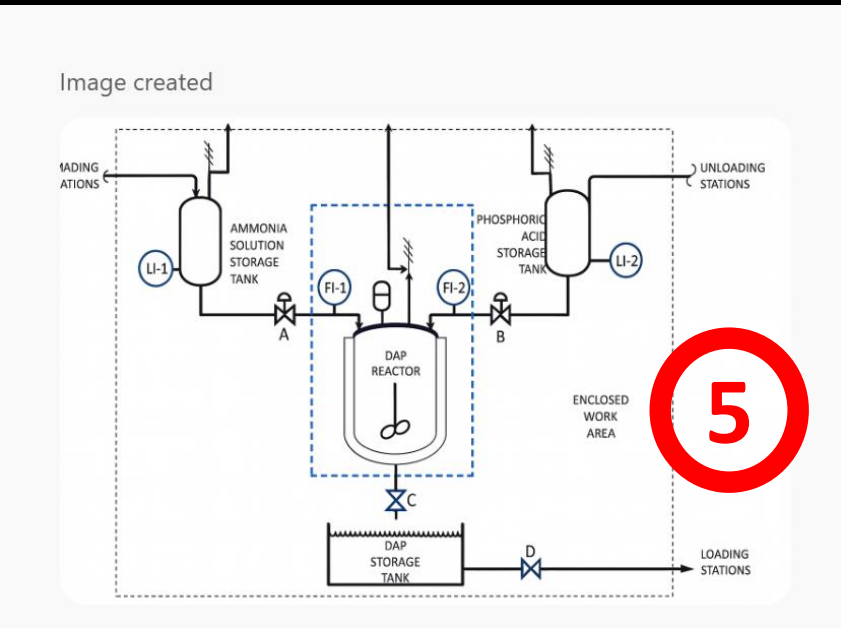 Image created
ADING
ATIONS
UNLOADING
STATIONS
AMMONIA
SOLUTION
STORAGE
TANK
PHOSPHORIC
ACID
STORAGE
TANK
LI-1
LI-2
FI-1
FI-2
A
B
DAP
REACTOR
ENCLOSED
WORK
AREA
5
C
DAP
STORAGE
TANK
D
LOADING
STATIONS